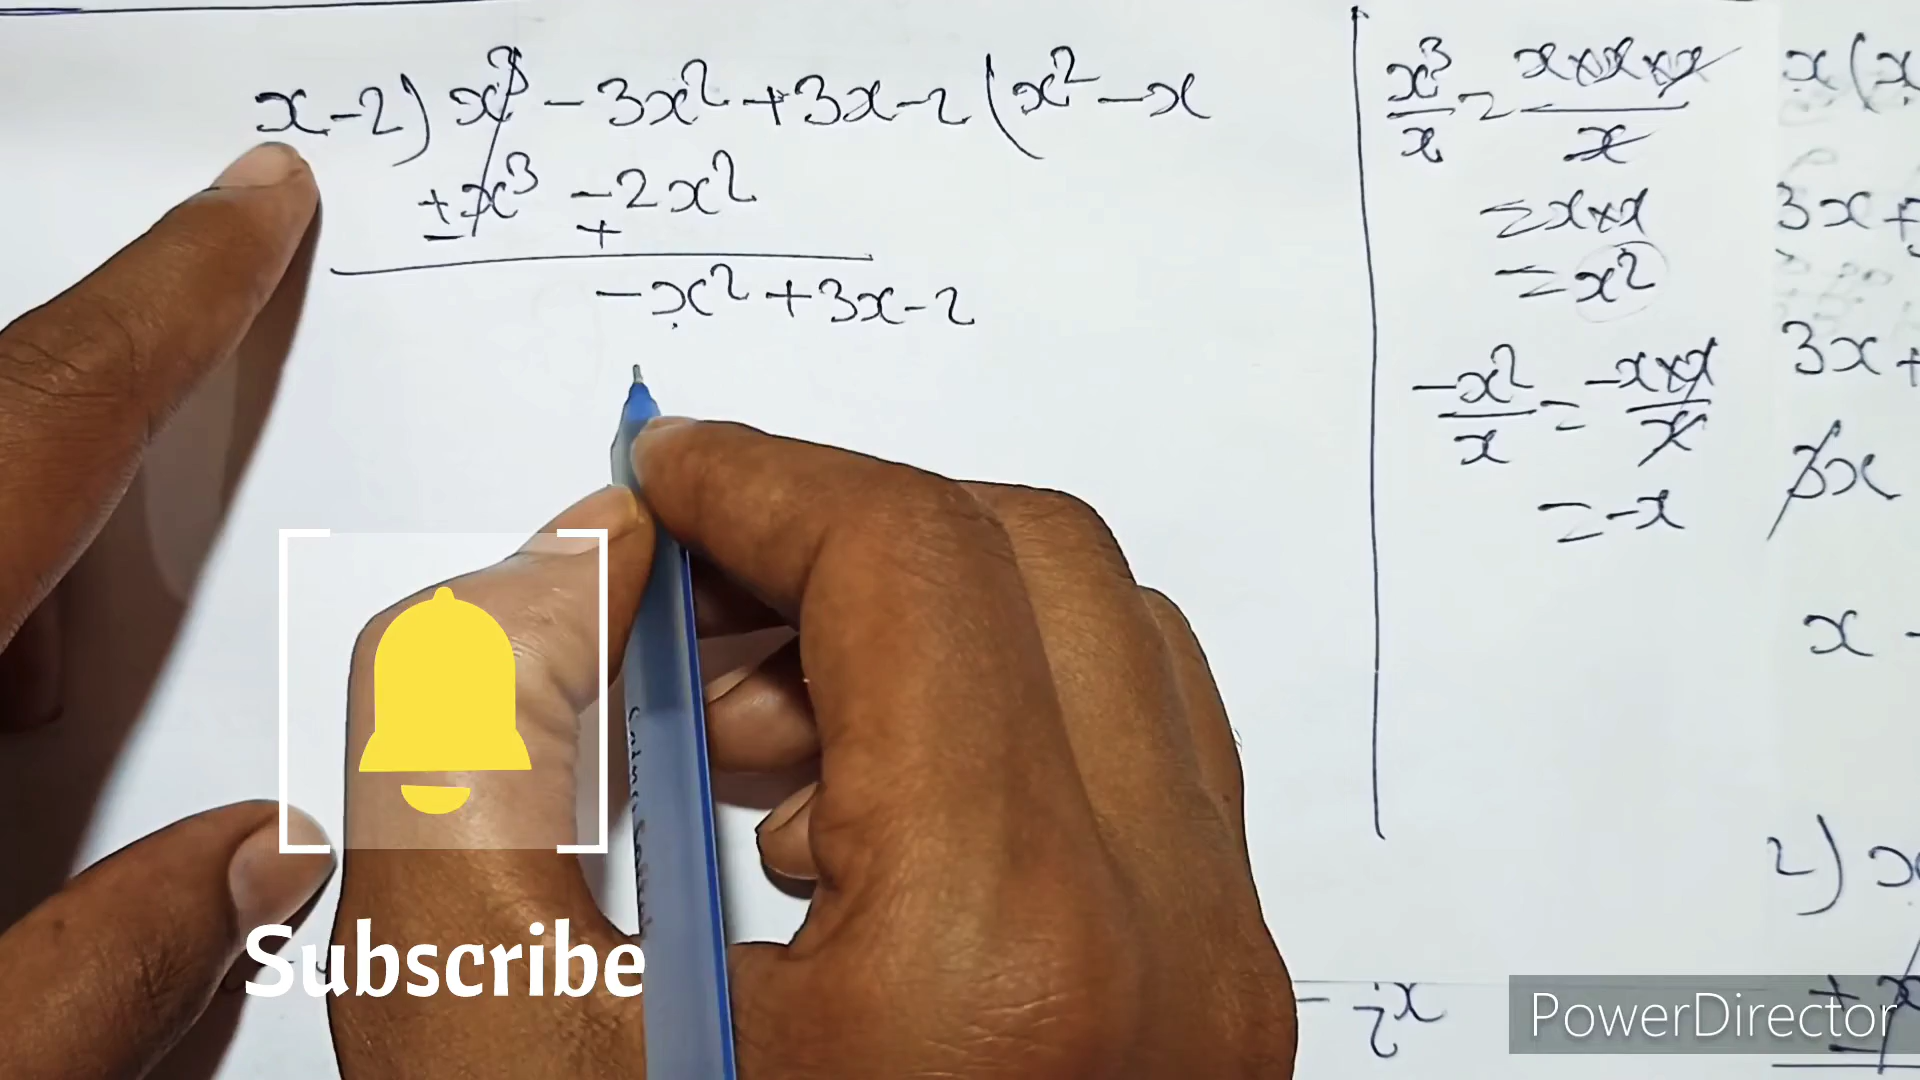 x-2) x³ - 3x² + 3x - 2 (x² - x
+x³ - 2x²
- +
-x² + 3x - 2
x³/x = x×x×x/x
= x×x
= x²
-x²/x = -x×x/x
= -x
x(x
3x+
3x+
3x
x -
2) x
Subscribe
PowerDirector